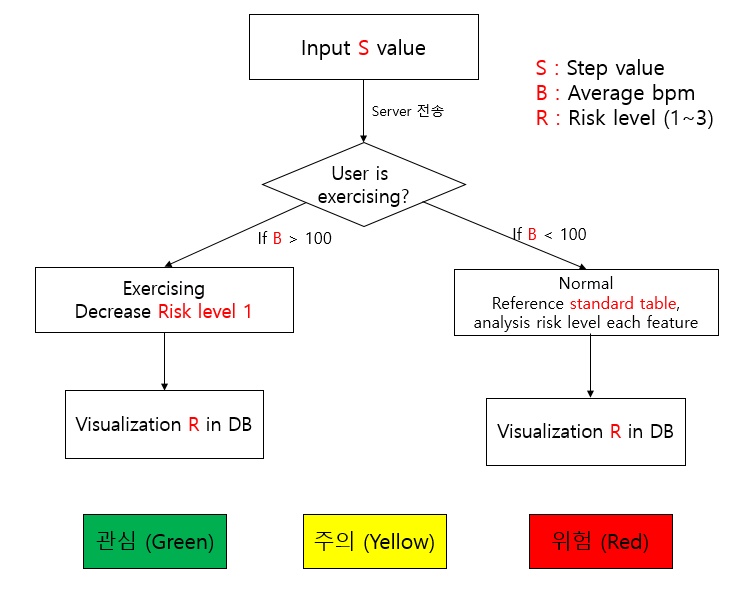 Input S value
S : Step value
B : Average bpm
R : Risk level (1~3)
Server 전송
User is
exercising?
If B > 100
If B < 100
Exercising
Decrease Risk level 1
Normal
Reference standard table,
analysis risk level each feature
Visualization R in DB
Visualization R in DB
관심 (Green)
주의 (Yellow)
위험 (Red)